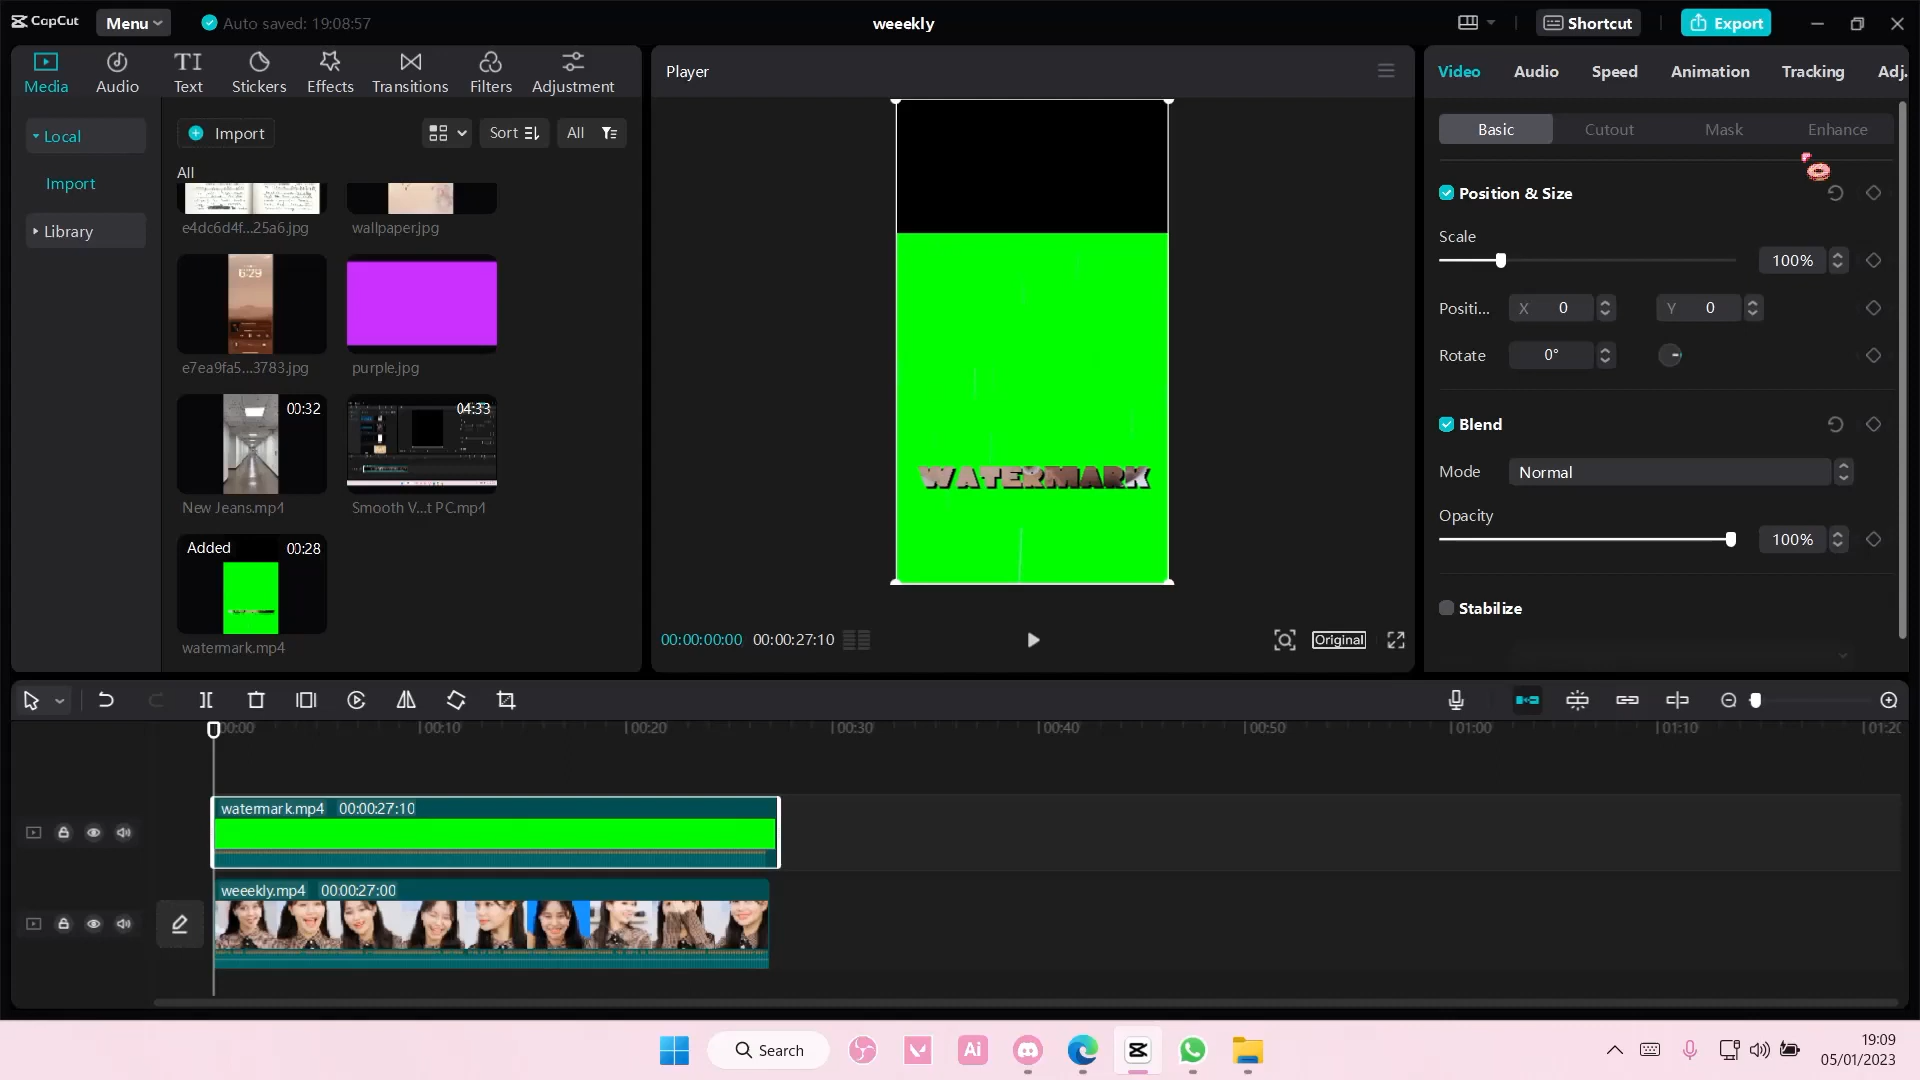 CapCut
Menu
Auto saved: 19:08:57
weeekly
Shortcut
Export
Media
Audio
TI
Text
Stickers
Effects
Transitions
Filters
Adjustment
Player
Video
Audio
Speed
Animation
Tracking
Adj.
Local
Import
Library
Import
Sort
All
All
e4dc6d4f...25a6.jpg
wallpaper.jpg
6:29
e7ea9fa5...3783.jpg
purple.jpg
00:32
04:33
New Jeans.mp4
Smooth V...t PC.mp4
Added
00:28
watermark.mp4
WATERMARK
00:00:00:00
00:00:27:10
Original
Basic
Cutout
Mask
Enhance
Position & Size
Scale
100%
Positi...
X 0
Y 0
Rotate
0°
Blend
Mode
Normal
Opacity
100%
Stabilize
00:00
00:10
00:20
00:30
00:40
00:50
01:00
01:10
01:20
watermark.mp4 00:00:27:10
weeekly.mp4 00:00:27:00
Search
Ai
19:09
05/01/2023